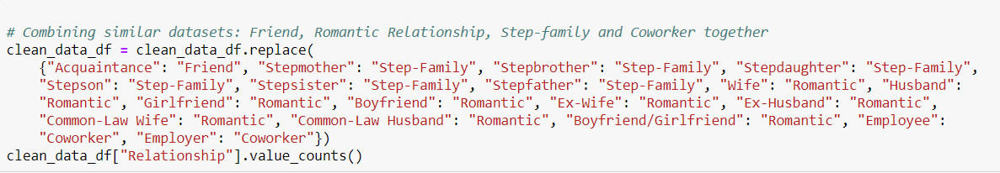 # Combining similar datasets: Friend, Romantic Relationship, Step-family and Coworker together
clean_data_df = clean_data_df.replace(
    {"Acquaintance": "Friend", "Stepmother": "Step-Family", "Stepbrother": "Step-Family", "Stepdaughter": "Step-Family",
    "Stepson": "Step-Family", "Stepsister": "Step-Family", "Stepfather": "Step-Family", "Wife": "Romantic", "Husband":
    "Romantic", "Girlfriend": "Romantic", "Boyfriend": "Romantic", "Ex-Wife": "Romantic", "Ex-Husband": "Romantic",
    "Common-Law Wife": "Romantic", "Common-Law Husband": "Romantic", "Boyfriend/Girlfriend": "Romantic", "Employee":
    "Coworker", "Employer": "Coworker"})
clean_data_df["Relationship"].value_counts()